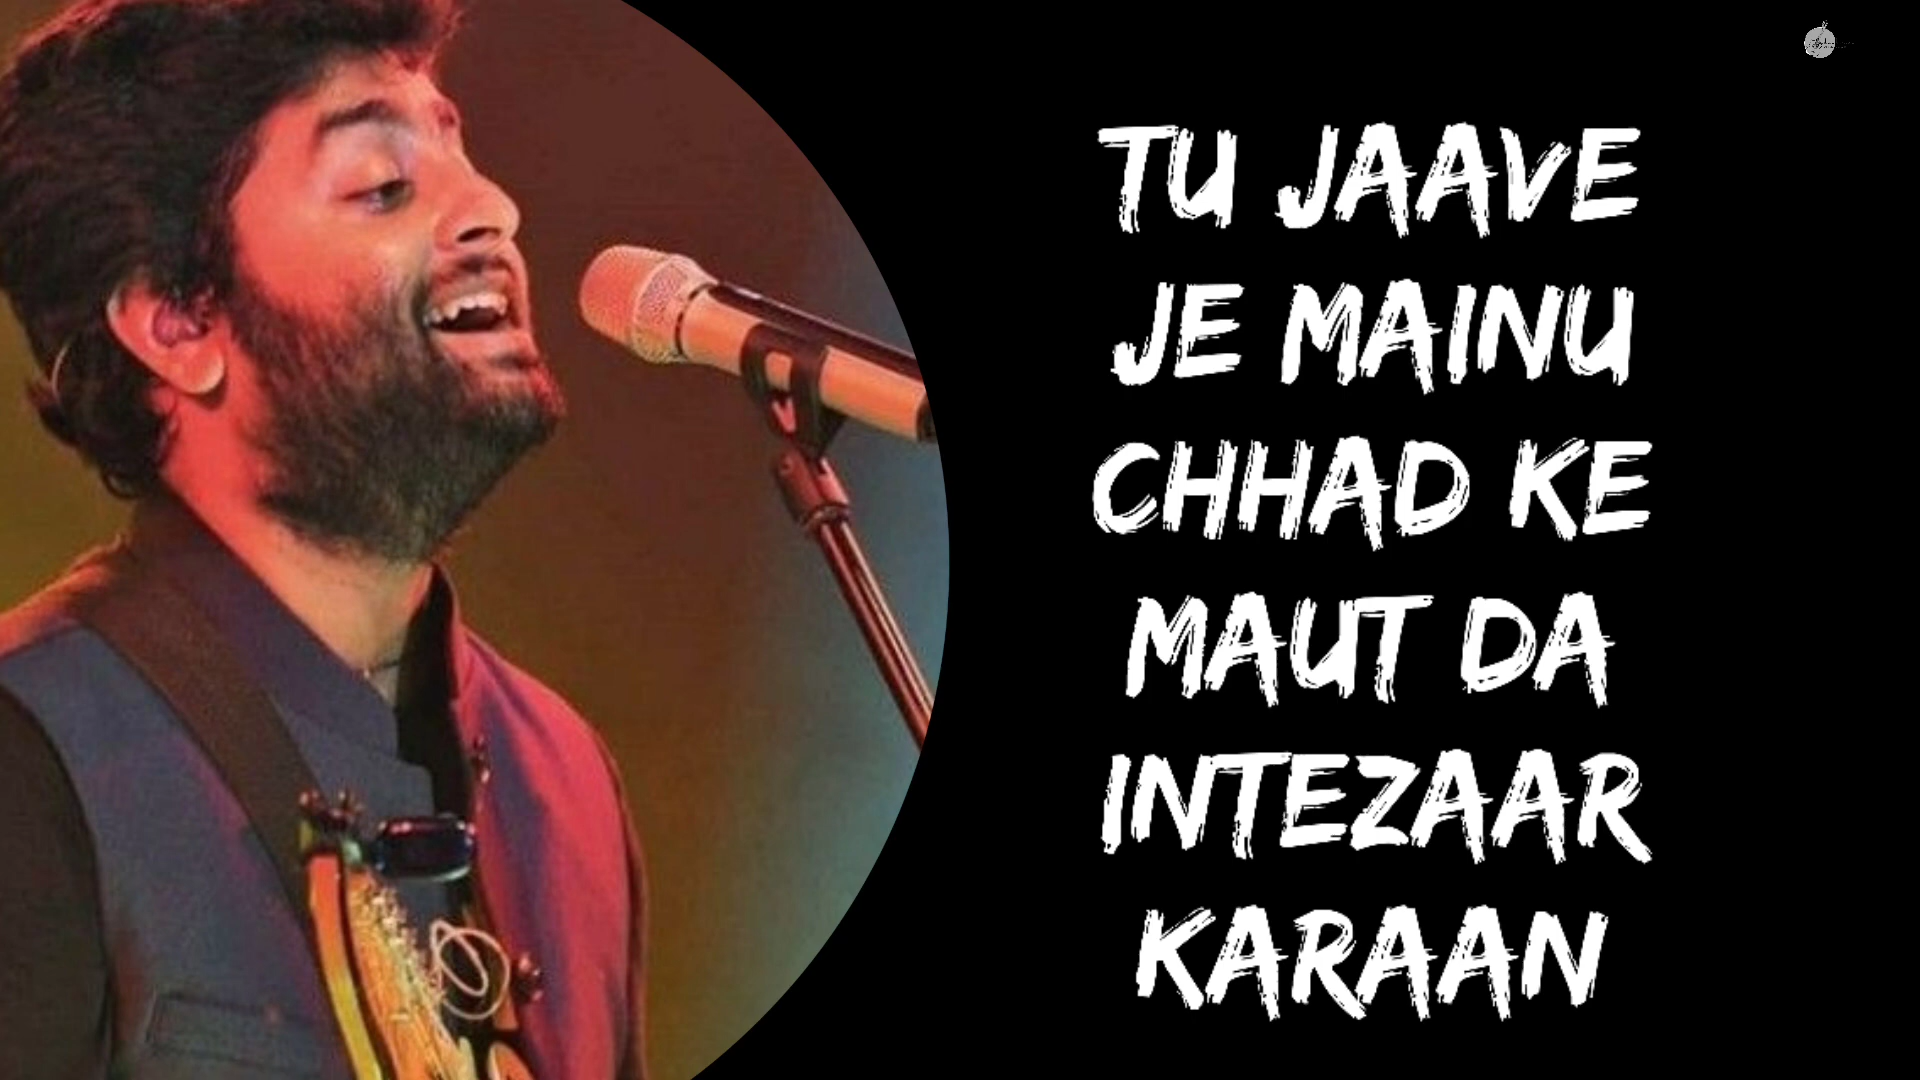 TU JAAVE
JE MAINU
CHHAD KE
MAUT DA
INTEZAAR
KARAAN